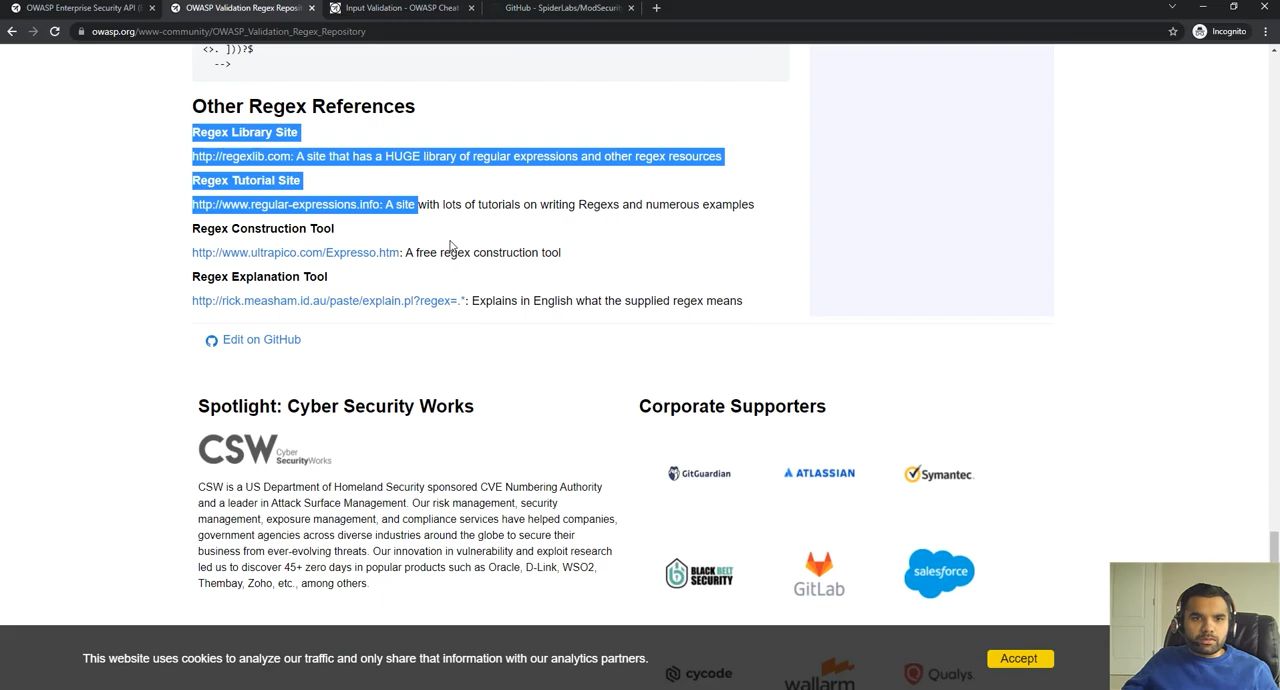 OWASP Enterprise Security API (
OWASP Validation Regex Reposit
Input Validation - OWASP Cheat
GitHub - SpiderLabs/ModSecurit
owasp.org/www-community/OWASP_Validation_Regex_Repository
Incognito
<>. ]))?$
-->
Other Regex References
Regex Library Site
http://regexlib.com: A site that has a HUGE library of regular expressions and other regex resources
Regex Tutorial Site
http://www.regular-expressions.info: A site with lots of tutorials on writing Regexs and numerous examples
Regex Construction Tool
http://www.ultrapico.com/Expresso.htm: A free regex construction tool
Regex Explanation Tool
http://rick.measham.id.au/paste/explain.pl?regex=.*: Explains in English what the supplied regex means
Edit on GitHub
Spotlight: Cyber Security Works
CSW Cyber
SecurityWorks
CSW is a US Department of Homeland Security sponsored CVE Numbering Authority
and a leader in Attack Surface Management. Our risk management, security
management, exposure management, and compliance services have helped companies,
government agencies across diverse industries around the globe to secure their
business from ever-evolving threats. Our innovation in vulnerability and exploit research
led us to discover 45+ zero days in popular products such as Oracle, D-Link, WSO2,
Thembay, Zoho, etc., among others.
Corporate Supporters
GitGuardian
ATLASSIAN
Symantec.
BLACK BELT
SECURITY
GitLab
salesforce
cycode
wallarm
Qualys.
This website uses cookies to analyze our traffic and only share that information with our analytics partners.
Accept